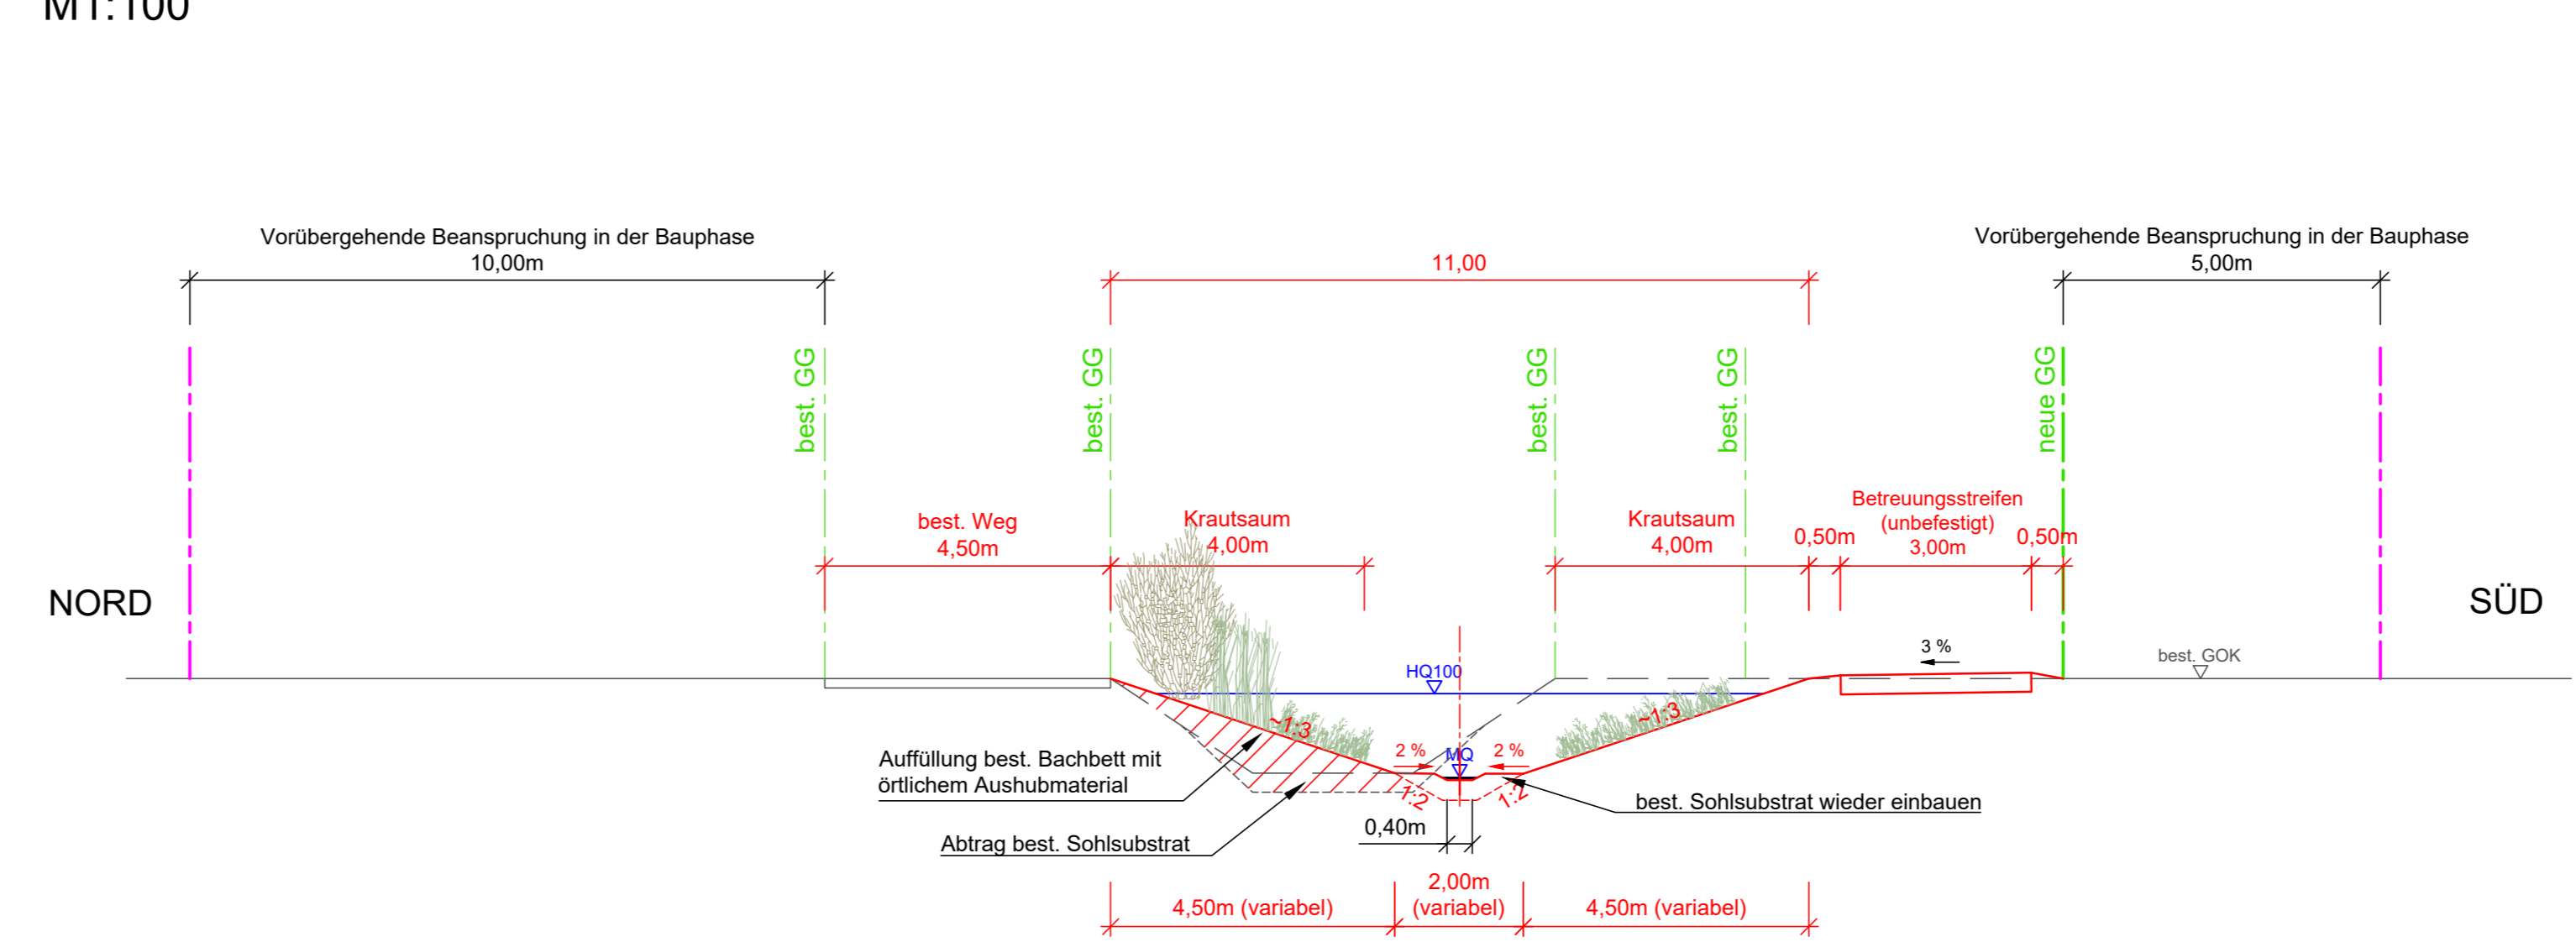 M1:100
Vorübergehende Beanspruchung in der Bauphase
10,00m
11,00
Vorübergehende Beanspruchung in der Bauphase
5,00m
best. GG
best. GG
best. GG
best. GG
neue GG
best. Weg
4,50m
Krautsaum
4,00m
Krautsaum
4,00m
0,50m
Betreuungsstreifen
(unbefestigt)
3,00m
0,50m
NORD
SÜD
HQ100
3 %
best. GOK
~1:3
~1:3
2 %
MQ
2 %
Auffüllung best. Bachbett mit
örtlichem Aushubmaterial
1:2
1:2
best. Sohlsubstrat wieder einbauen
0,40m
Abtrag best. Sohlsubstrat
4,50m (variabel)
2,00m
(variabel)
4,50m (variabel)